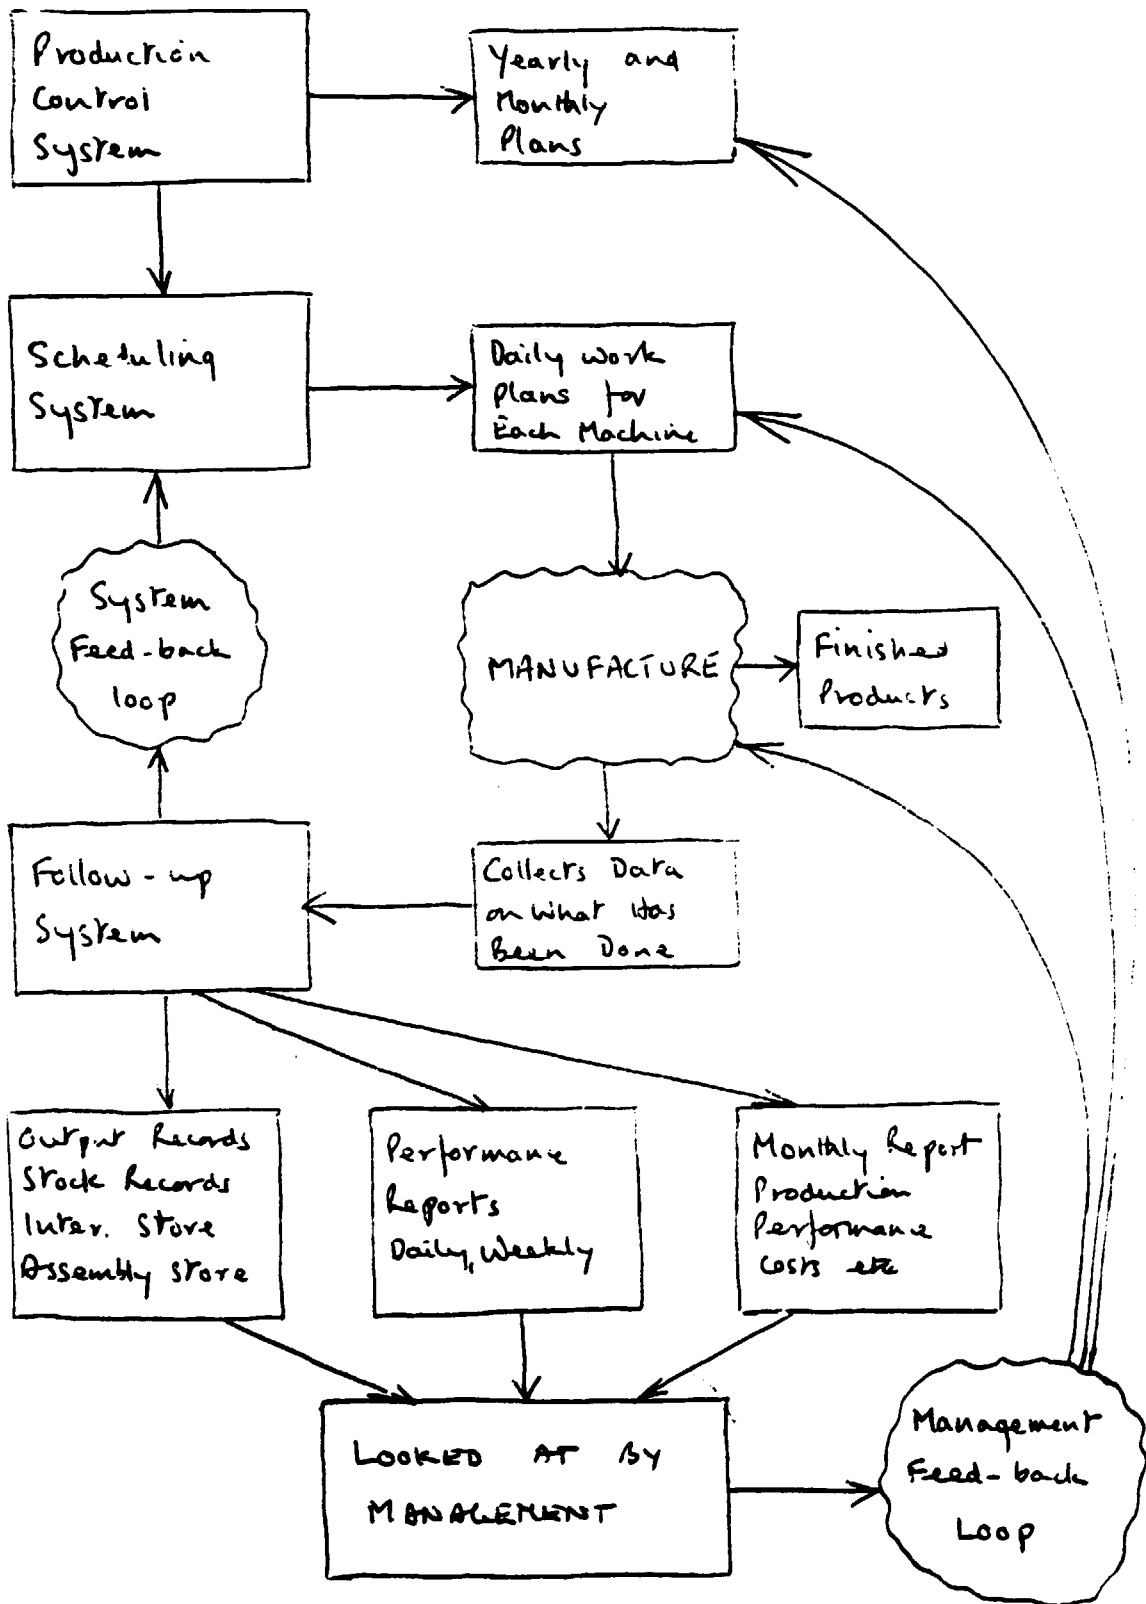 Production
Control
System
Yearly and
Monthly
Plans
Scheduling
System
Daily work
Plans for
Each Machine
System
Feed-back
loop
MANUFACTURE
Finished
Products
Follow-up
System
Collects Data
on What Has
Been Done
Output Records
Stock Records
Inter. Store
Assembly Store
Performance
Reports
Daily, Weekly
Monthly Report
Production
Performance
Costs etc
LOOKED AT BY
MANAGEMENT
Management
Feed-back
Loop